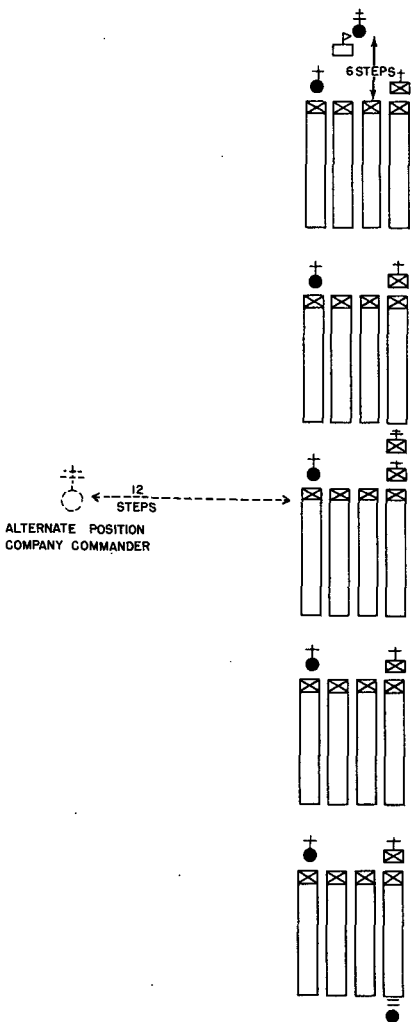 6 STEPS
12
STEPS
ALTERNATE POSITION
COMPANY COMMANDER